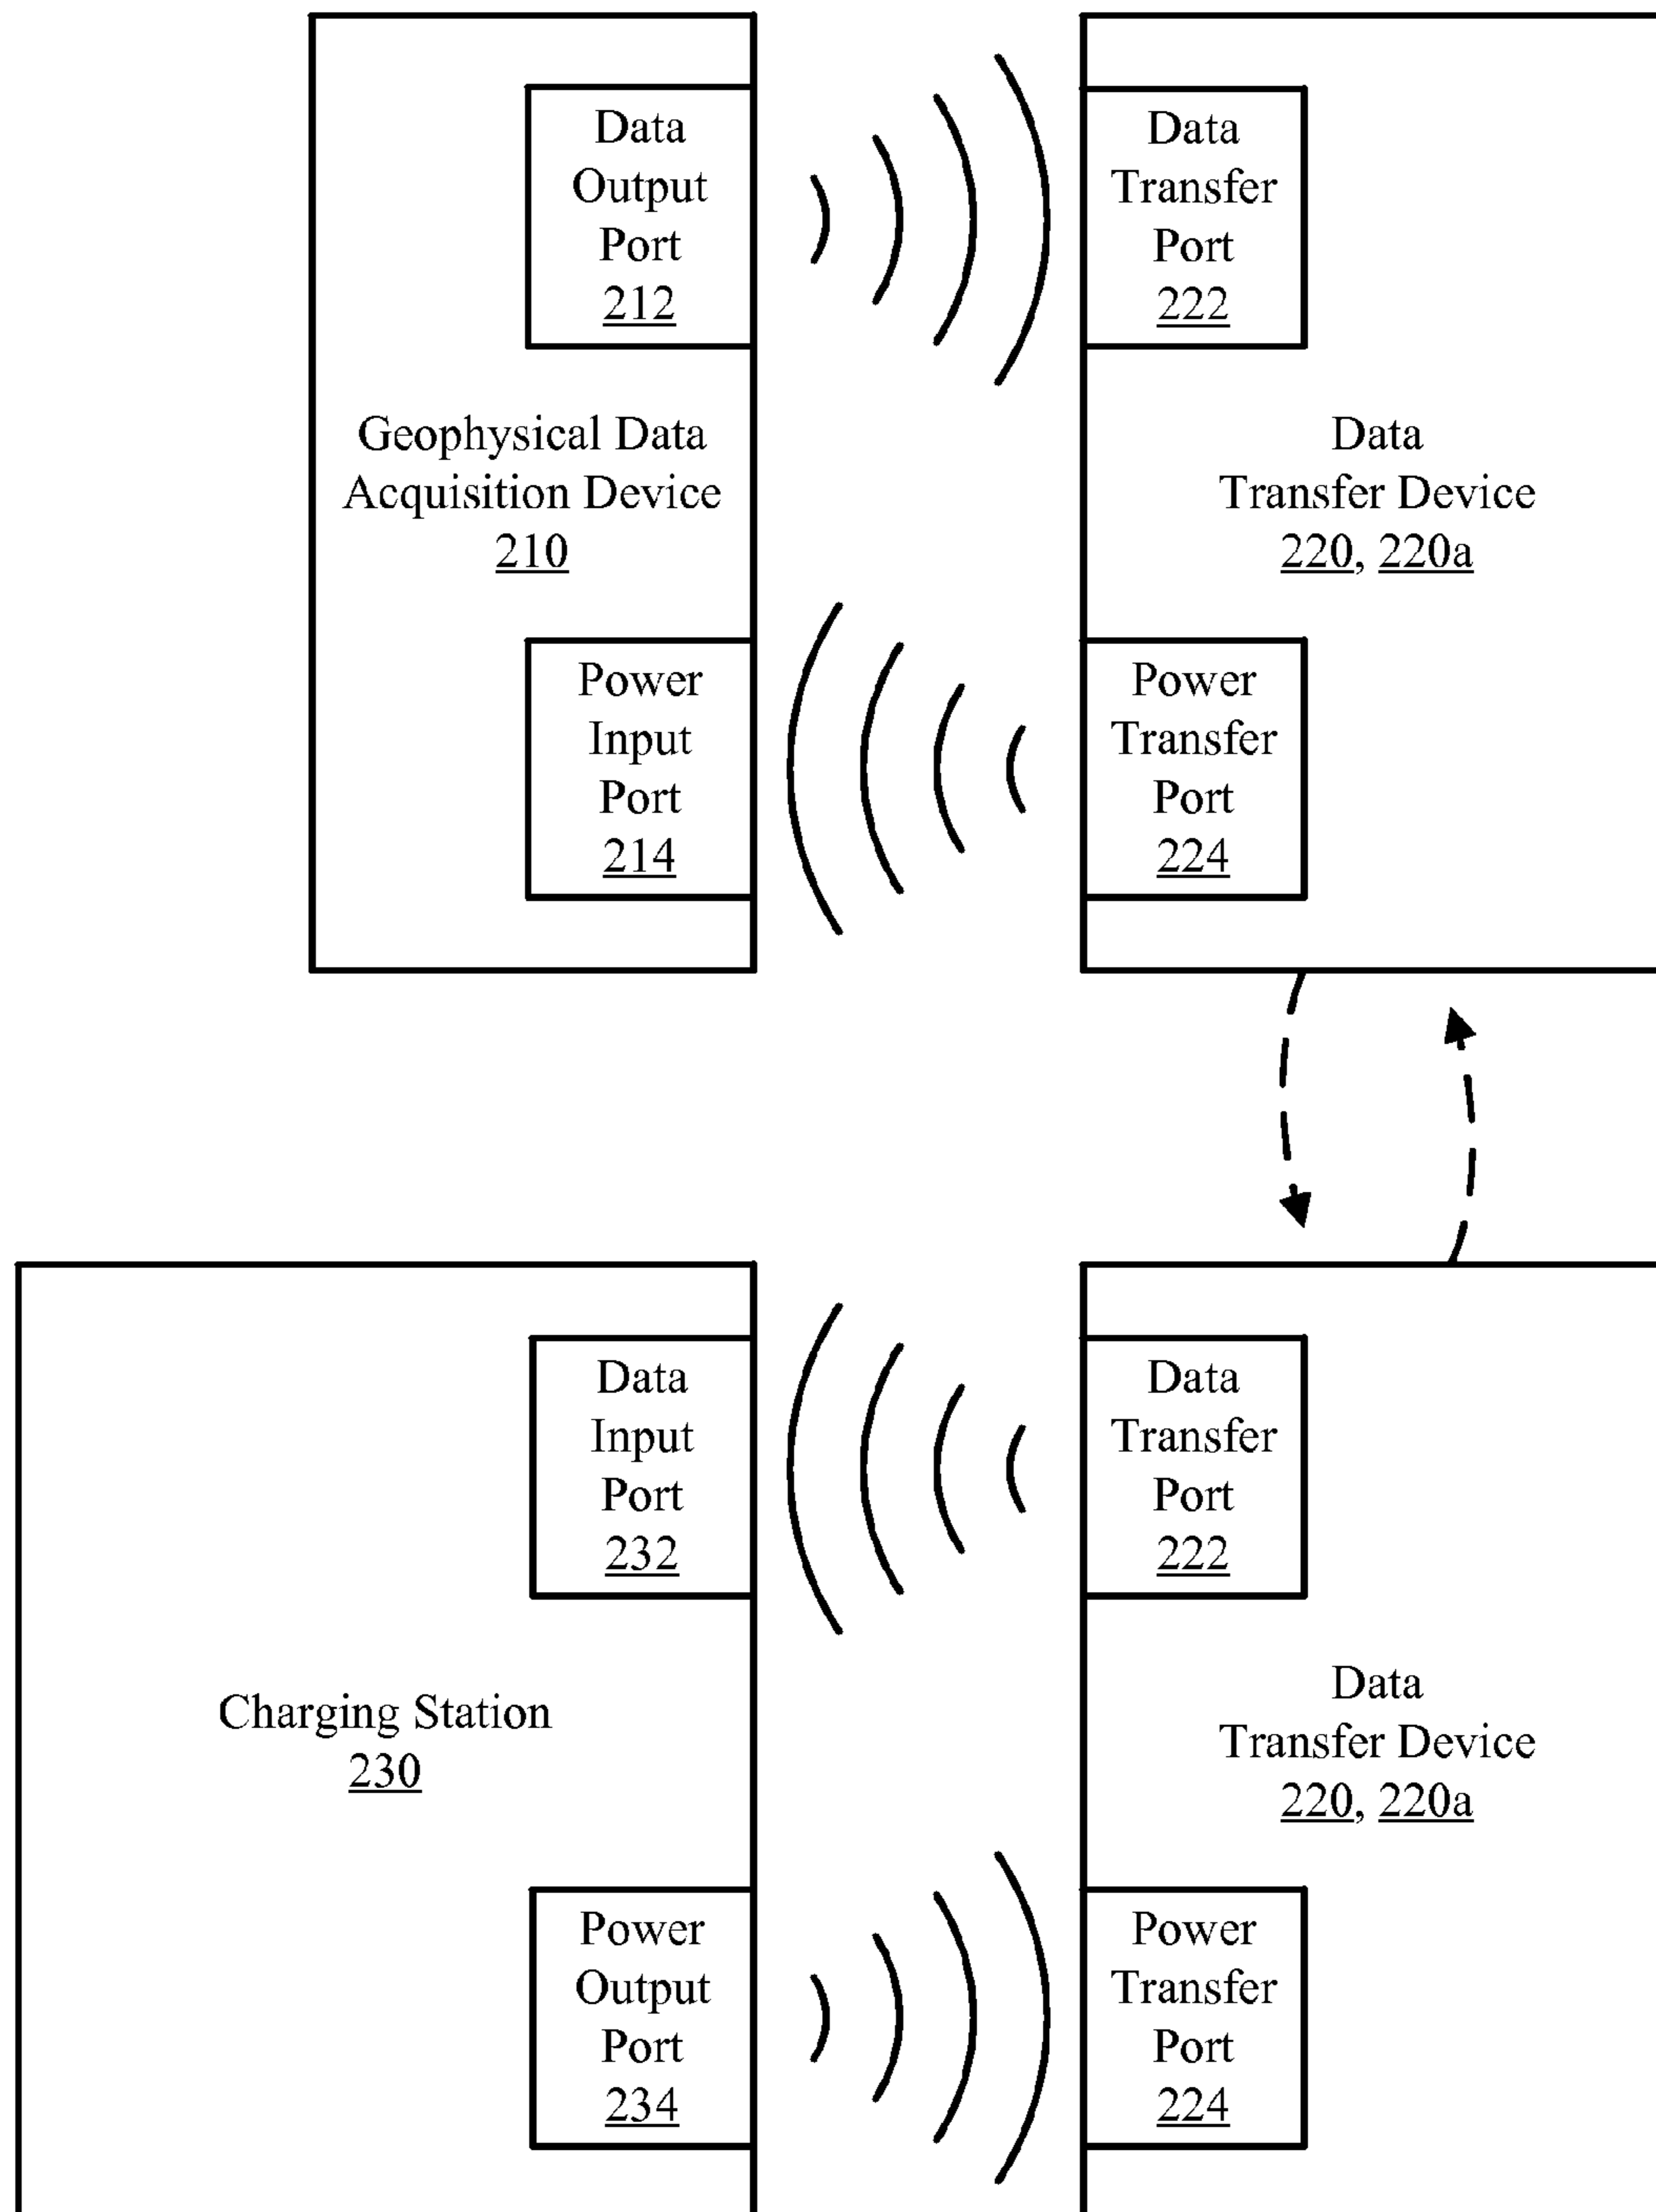 Data
Output
Port
212
Data
Transfer
Port
222
Geophysical Data
Acquisition Device
210
Data
Transfer Device
220, 220a
Power
Input
Port
214
Power
Transfer
Port
224
Data
Input
Port
232
Data
Transfer
Port
222
Charging Station
230
Data
Transfer Device
220, 220a
Power
Output
Port
234
Power
Transfer
Port
224